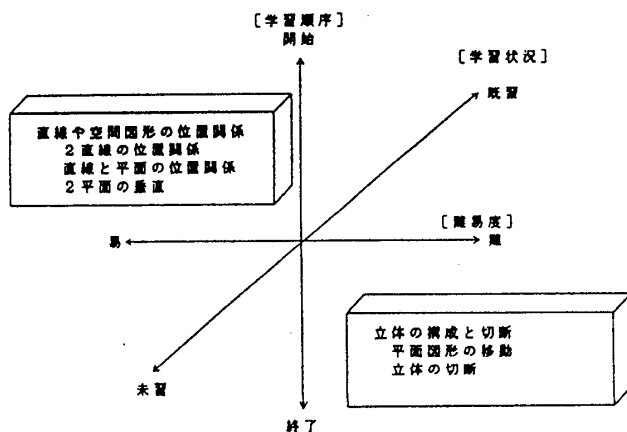 [学習順序]
開始
[学習状況]
既習
直線や空間図形の位置関係
2直線の位置関係
直線と平面の位置関係
2平面の垂直
[難易度]
易
難
立体の構成と切断
平面図形の移動
立体の切断
未習
終了